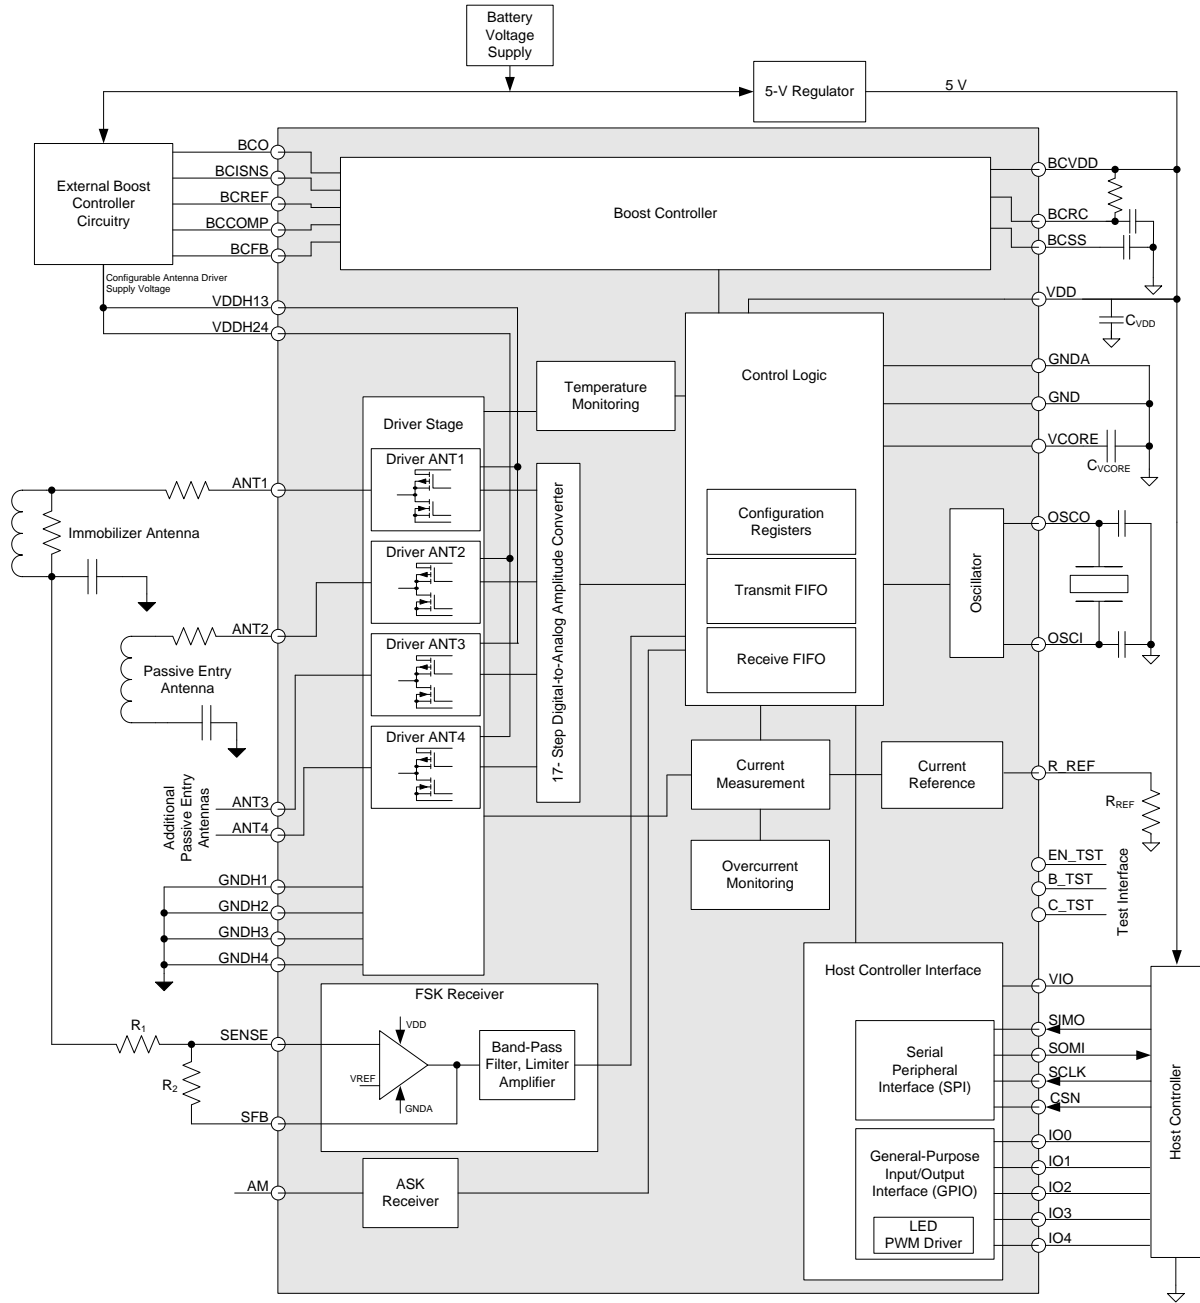 Battery
Voltage
Supply
5-V Regulator
5 V
External Boost
Controller
Circuitry
BCO
BCISNS
BCREF
BCCOMP
BCFB
Boost Controller
BCVDD
BCRC
BCSS
Configurable Antenna Driver
Supply Voltage
VDDH13
VDDH24
VDD
C_VDD
Temperature
Monitoring
Control Logic
GNDA
GND
VCORE
C_VCORE
Driver Stage
Driver ANT1
Driver ANT2
Driver ANT3
Driver ANT4
17- Step Digital-to-Analog Amplitude Converter
Configuration
Registers
Transmit FIFO
Receive FIFO
Oscillator
OSCO
OSCI
ANT1
Immobilizer Antenna
ANT2
Passive Entry
Antenna
Additional
Passive Entry
Antennas
ANT3
ANT4
Current
Measurement
Current
Reference
R_REF
R_REF
Overcurrent
Monitoring
EN_TST
B_TST
C_TST
Test Interface
GNDH1
GNDH2
GNDH3
GNDH4
FSK Receiver
VDD
VREF
GNDA
Band-Pass
Filter, Limiter
Amplifier
R1
R2
SENSE
SFB
AM
ASK
Receiver
Host Controller Interface
Serial
Peripheral
Interface (SPI)
General-Purpose
Input/Output
Interface (GPIO)
LED
PWM Driver
VIO
SIMO
SOMI
SCLK
CSN
IO0
IO1
IO2
IO3
IO4
Host Controller